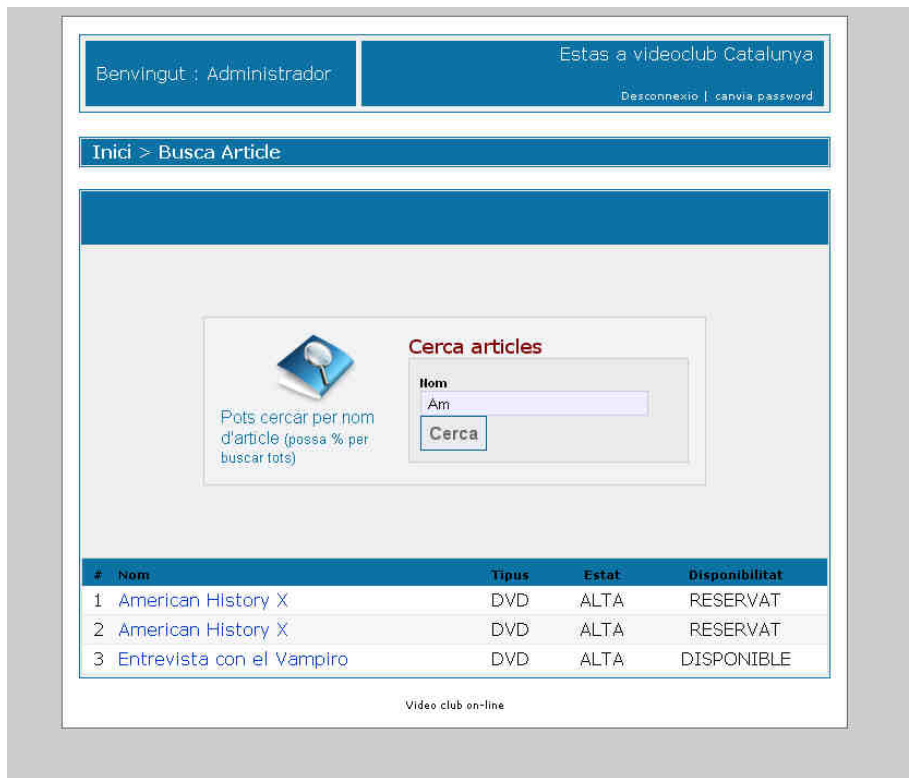 Benvingut : Administrador
Estas a videoclub Catalunya
Desconnexio | canvia password
Inici > Busca Article
Cerca articles
Nom
Am
Cerca
Pots cercar per nom
d'article (possa % per
buscar tots)
# Nom Tipus Estat Disponibilitat
1 American History X DVD ALTA RESERVAT
2 American History X DVD ALTA RESERVAT
3 Entrevista con el Vampiro DVD ALTA DISPONIBLE
Video club on-line